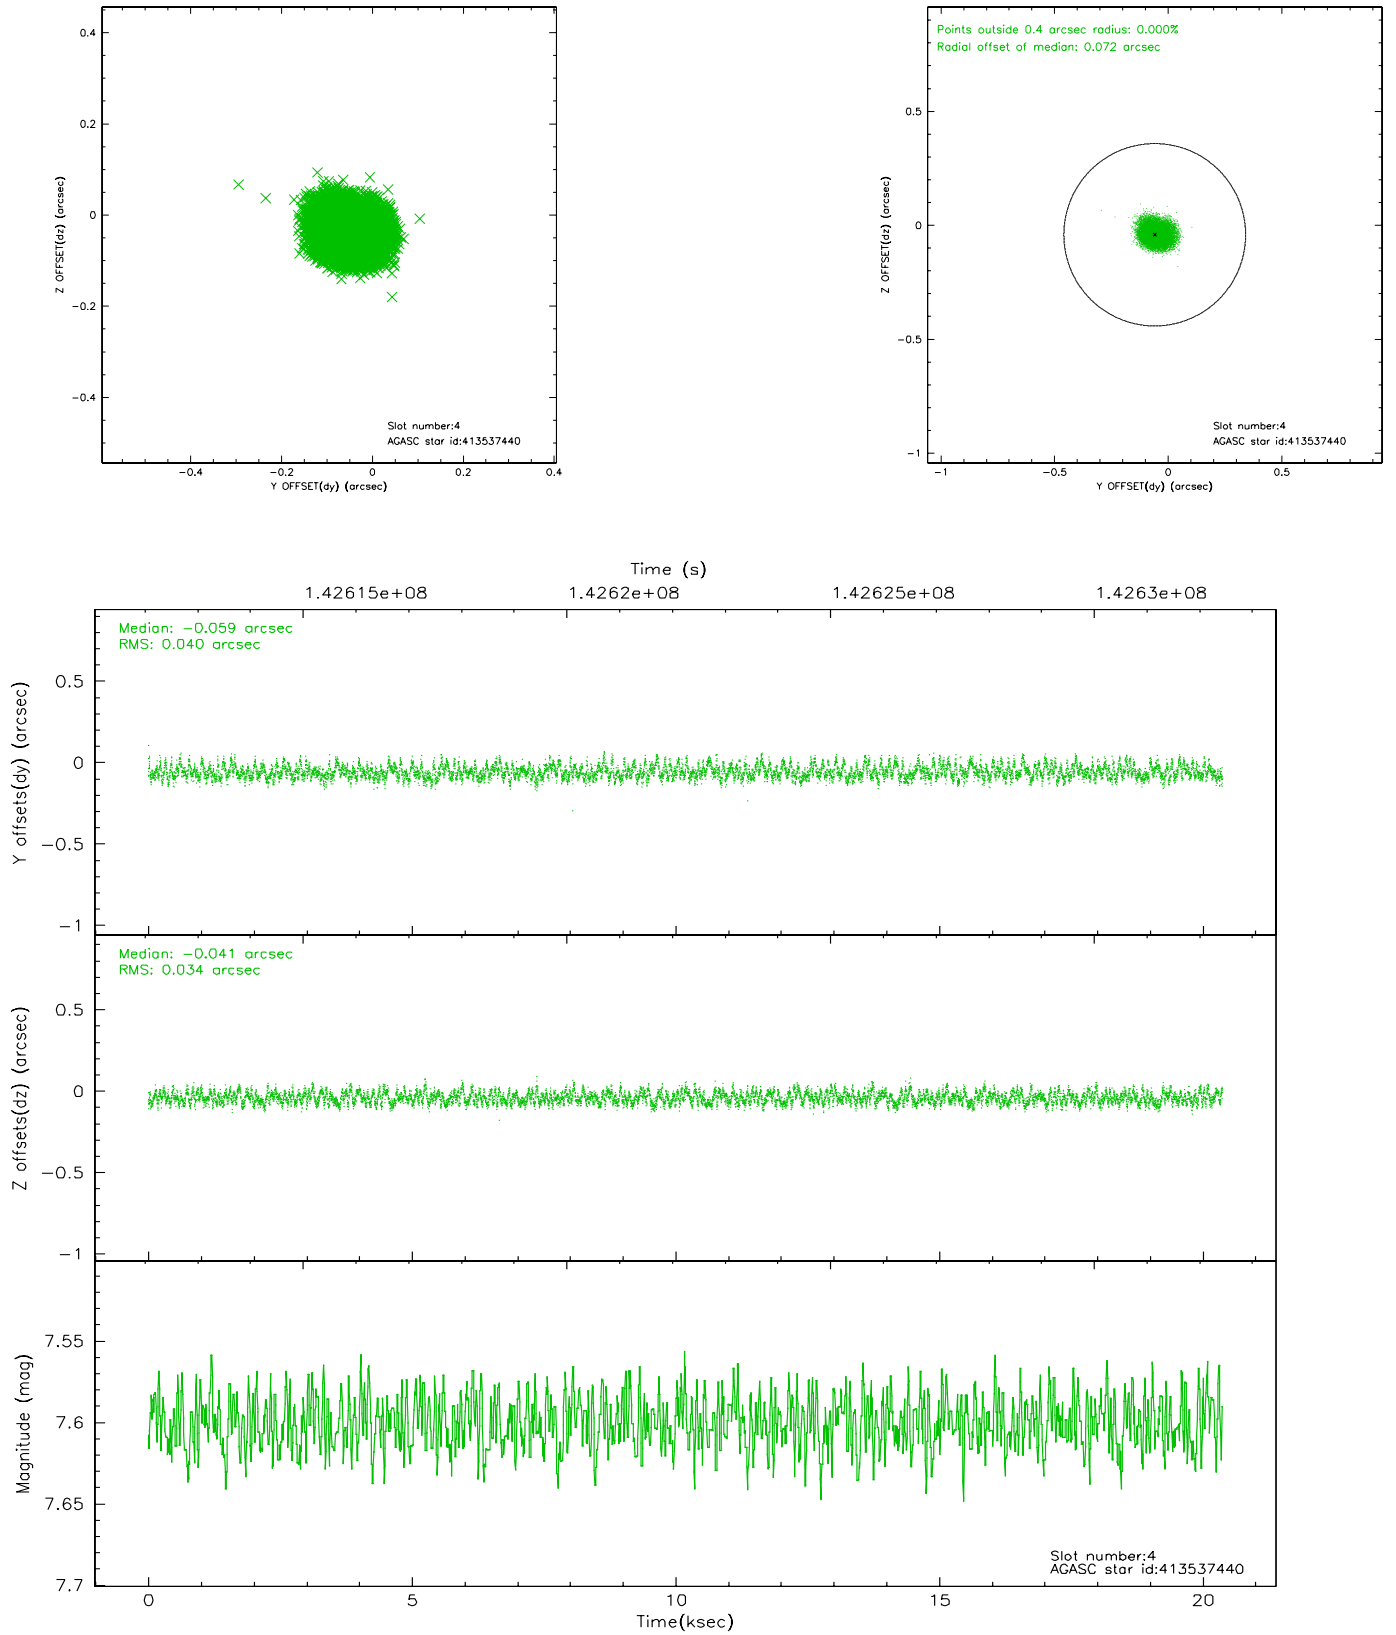 0.4
0.2
0
−0.2
−0.4
Z OFFSET(dz) (arcsec)
−0.4
−0.2
0
0.2
0.4
Y OFFSET(dy) (arcsec)
Slot number:4
AGASC star id:413537440
Points outside 0.4 arcsec radius: 0.000%
Radial offset of median: 0.072 arcsec
0.5
0
−0.5
−1
Z OFFSET(dz) (arcsec)
−1
−0.5
0
0.5
Y OFFSET(dy) (arcsec)
Slot number:4
AGASC star id:413537440
Time (s)
1.42615e+08
1.4262e+08
1.42625e+08
1.4263e+08
Median: −0.059 arcsec
RMS: 0.040 arcsec
0.5
0
−0.5
−1
Y offsets(dy) (arcsec)
Median: −0.041 arcsec
RMS: 0.034 arcsec
0.5
0
−0.5
−1
Z offsets(dz) (arcsec)
7.55
7.6
7.65
7.7
Magnitude (mag)
Slot number:4
AGASC star id:413537440
0
5
10
15
20
Time(ksec)